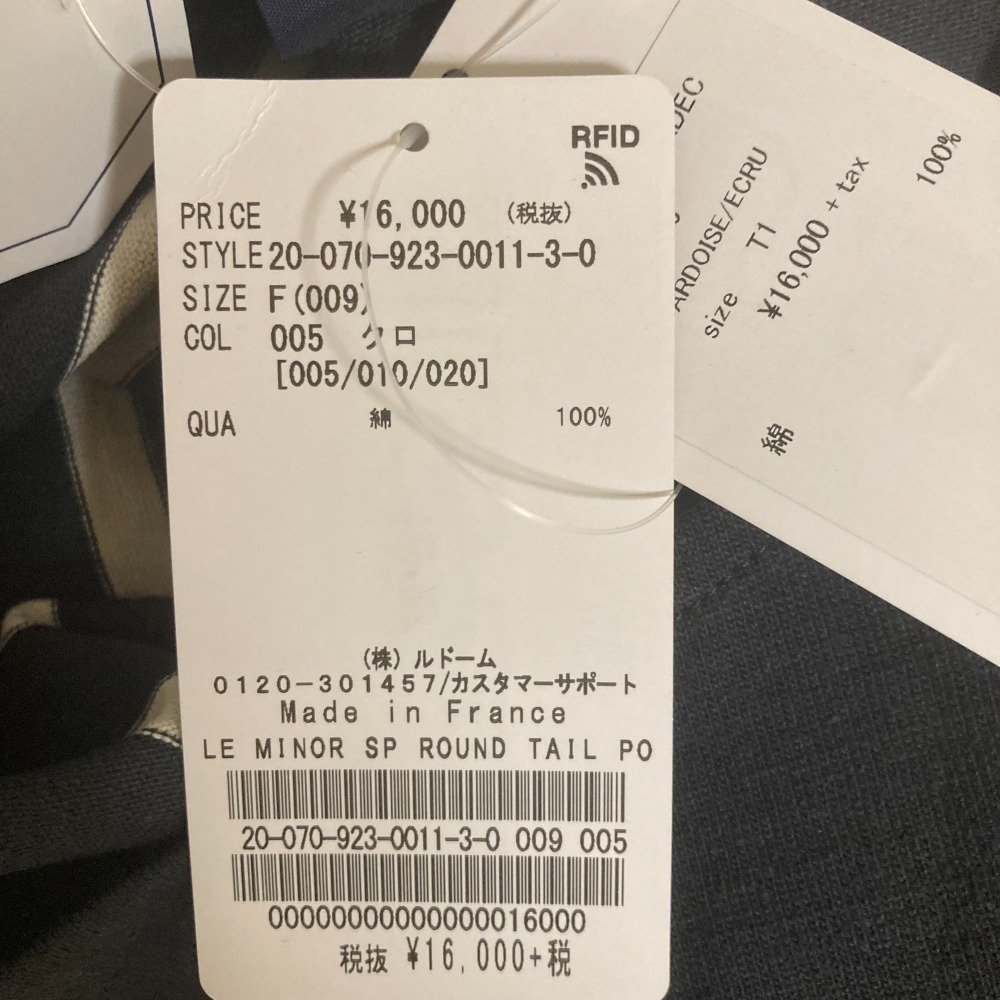 RFID
PRICE ¥16,000 (税抜)
STYLE 20-070-923-0011-3-0
SIZE F(009)
COL 005 クロ
[005/010/020]
QUA 綿 100%
(株)ルドーム
0120-301457/カスタマーサポート
Made in France
LE MINOR SP ROUND TAIL PO
20-070-923-0011-3-0 009 005
00000000000000016000
税抜 ¥16,000+税
ARDOISE/ECRU
size T1
¥16,000 +tax
綿 100%